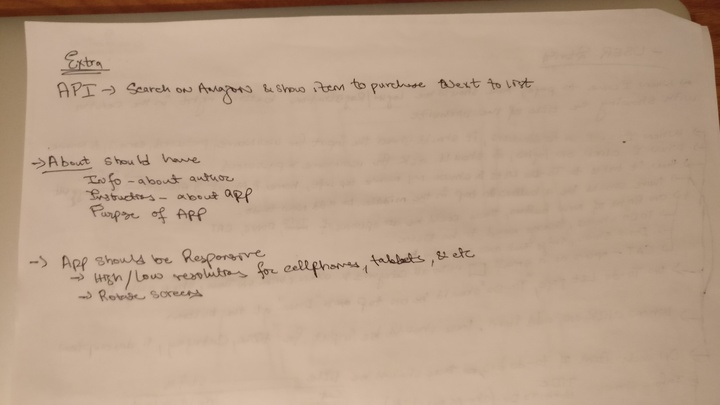 Extra
API → Search on Amazon & show item to purchase next to list
→ About should have
Info - about author
Instructions - about app
Purpose of App
→ App should be Responsive
→ High/Low resolutions for cellphones, tablets, & etc
→ Rotate screens